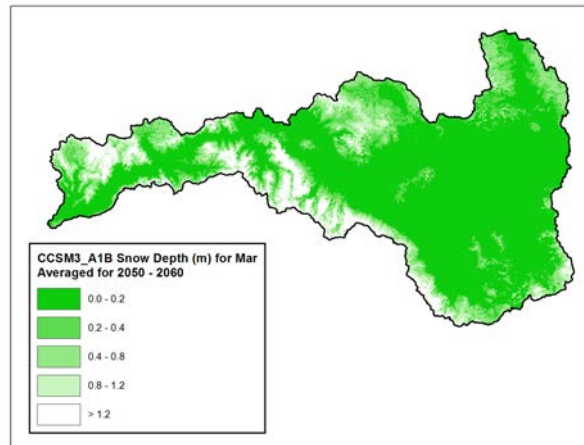 CCSM3_A1B Snow Depth (m) for Mar
Averaged for 2050 - 2060
0.0 - 0.2
0.2 - 0.4
0.4 - 0.8
0.8 - 1.2
> 1.2